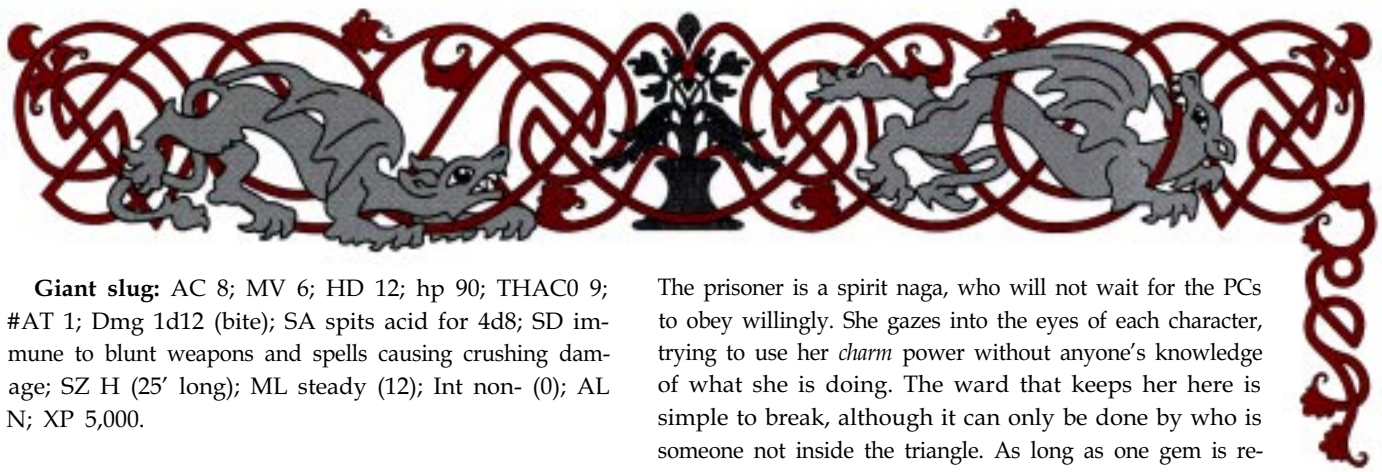 Giant slug: AC 8; MV 6; HD 12; hp 90; THAC0 9;
#AT 1; Dmg 1d12 (bite); SA spits acid for 4d8; SD im-
mune to blunt weapons and spells causing crushing dam-
age; SZ H (25′ long); ML steady (12); Int non- (0); AL
N; XP 5,000.
The prisoner is a spirit naga, who will not wait for the PCs
to obey willingly. She gazes into the eyes of each character,
trying to use her charm power without anyone’s knowledge
of what she is doing. The ward that keeps her here is
simple to break, although it can only be done by who is
someone not inside the triangle. As long as one gem is re-